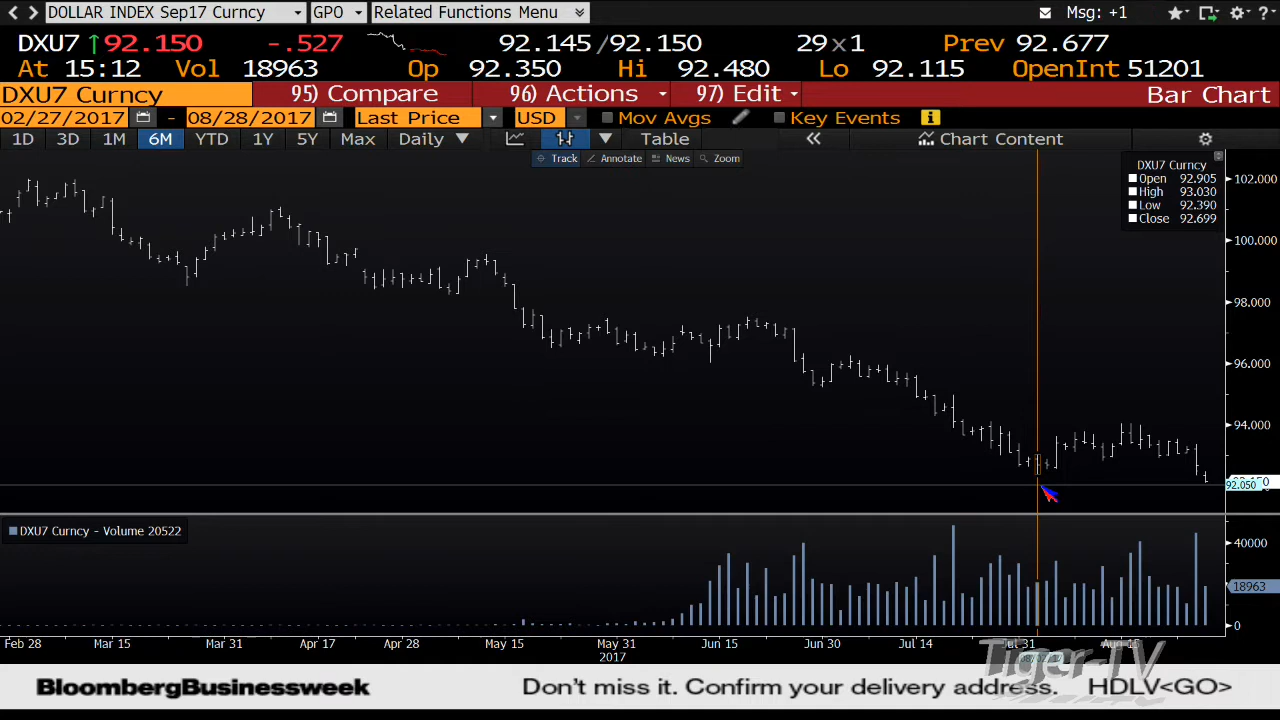 DOLLAR INDEX Sep17 Curncy GPO Related Functions Menu Msg: +1 ?
DXU7 ↑92.150 -.527 92.145/92.150 29x1 Prev 92.677
At 15:12 Vol 18963 Op 92.350 Hi 92.480 Lo 92.115 OpenInt 51201
DXU7 Curncy 95) Compare 96) Actions 97) Edit Bar Chart
02/27/2017 - 08/28/2017 Last Price USD Mov Avgs Key Events
1D 3D 1M 6M YTD 1Y 5Y Max Daily ▼ Table « Chart Content
Track Annotate News Zoom
DXU7 Curncy
Open 92.905
High 93.030
Low 92.390
Close 92.699
102.000
100.000
98.000
96.000
94.000
92.050
DXU7 Curncy - Volume 20522
40000
18963
0
Feb 28 Mar 15 Mar 31 Apr 17 Apr 28 May 15 May 31 Jun 15 Jun 30 Jul 14 Jul 31 Aug 15
2017
Tiger-TV
BloombergBusinessweek Don't miss it. Confirm your delivery address. HDLV<GO>